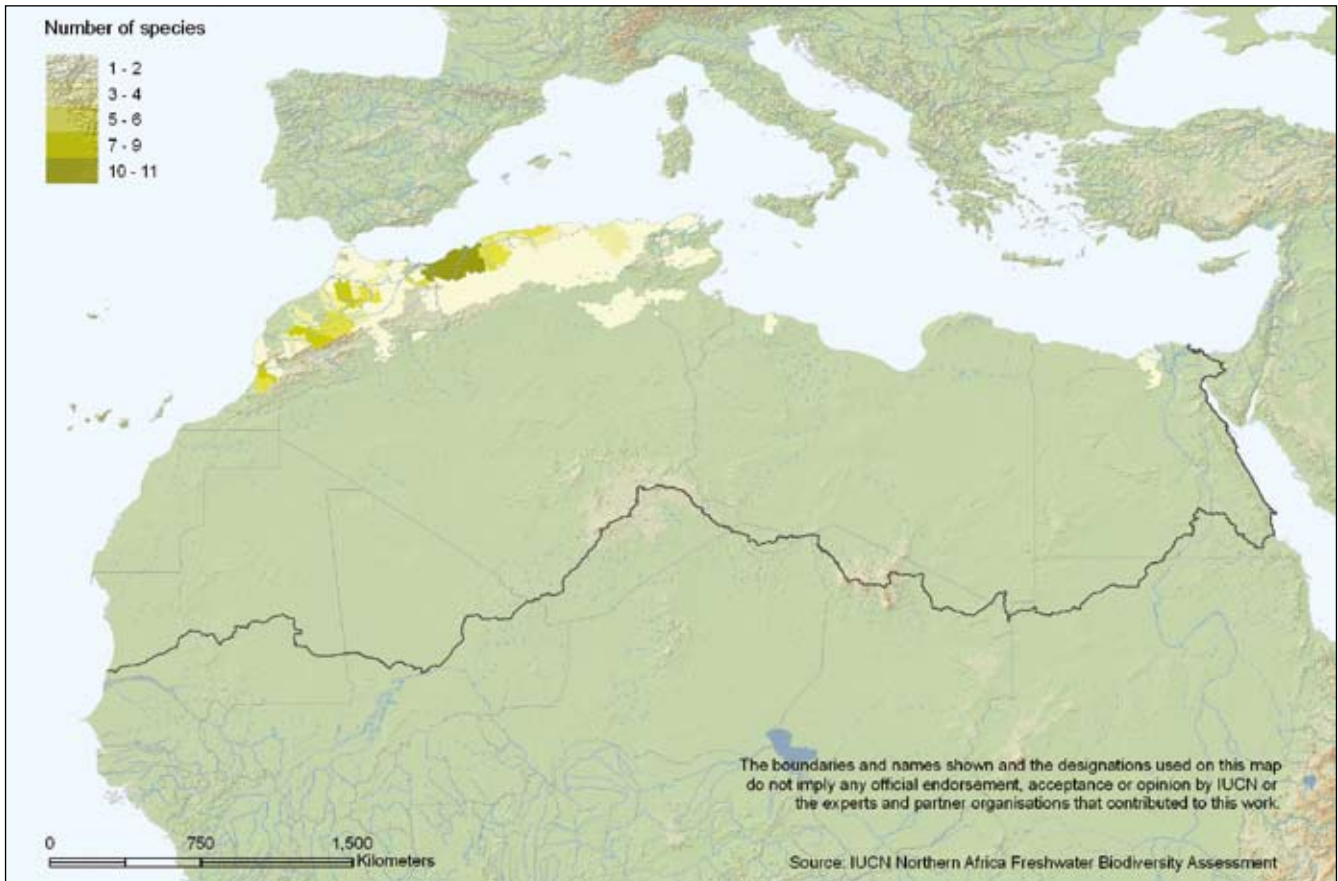 Number of species
1 - 2
3 - 4
5 - 6
7 - 9
10 - 11
The boundaries and names shown and the designations used on this map
do not imply any official endorsement, acceptance or opinion by IUCN or
the experts and partner organisations that contributed to this work.
0 750 1,500
Kilometers
Source: IUCN Northern Africa Freshwater Biodiversity Assessment